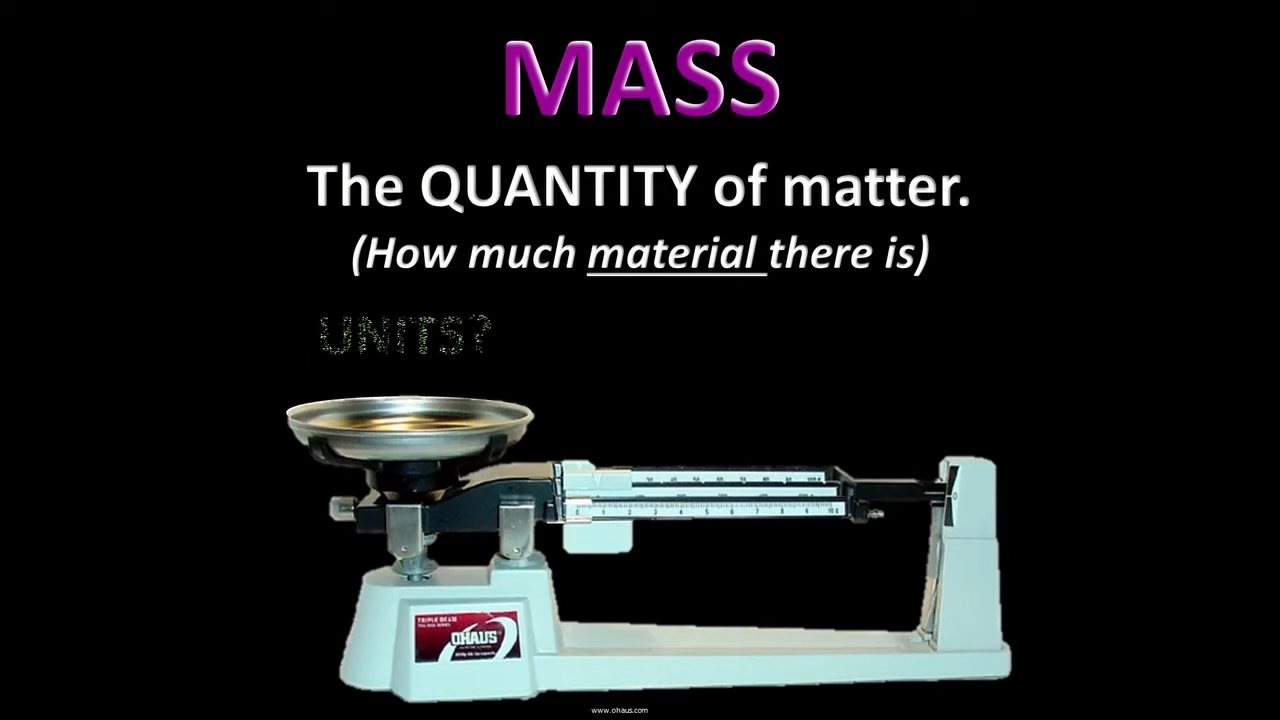 MASS
The QUANTITY of matter.
(How much material there is)
UNITS?
TRIPLE BEAM
OHAUS
www.ohaus.com